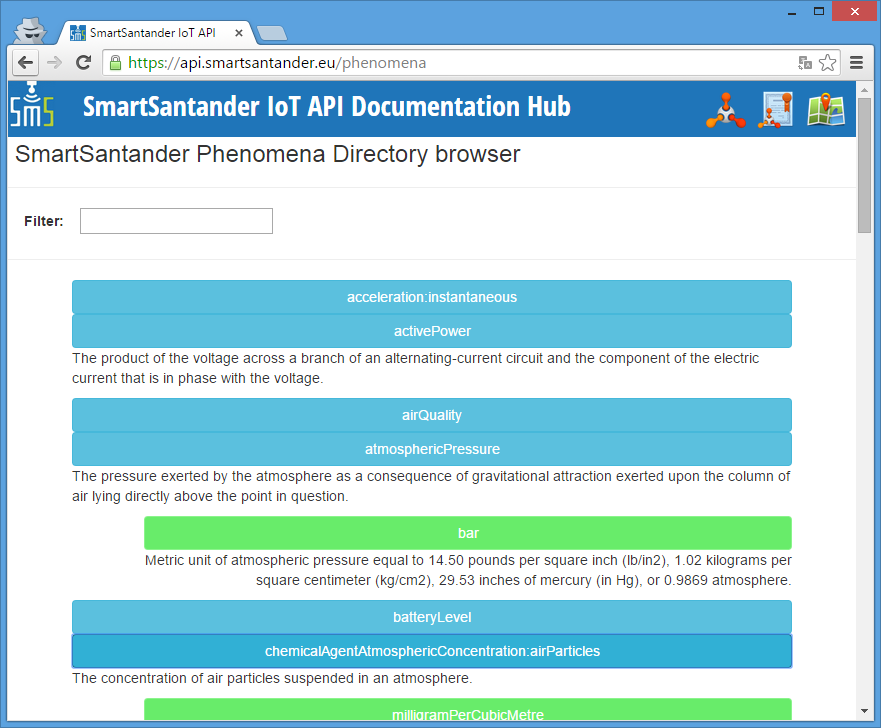 SmartSantander IoT API
https://api.smartsantander.eu/phenomena
sms
SmartSantander IoT API Documentation Hub
SmartSantander Phenomena Directory browser
Filter:
acceleration:instantaneous
activePower
The product of the voltage across a branch of an alternating-current circuit and the component of the electric
current that is in phase with the voltage.
airQuality
atmosphericPressure
The pressure exerted by the atmosphere as a consequence of gravitational attraction exerted upon the column of
air lying directly above the point in question.
bar
Metric unit of atmospheric pressure equal to 14.50 pounds per square inch (lb/in2), 1.02 kilograms per
square centimeter (kg/cm2), 29.53 inches of mercury (in Hg), or 0.9869 atmosphere.
batteryLevel
chemicalAgentAtmosphericConcentration:airParticles
The concentration of air particles suspended in an atmosphere.
milligramPerCubicMetre